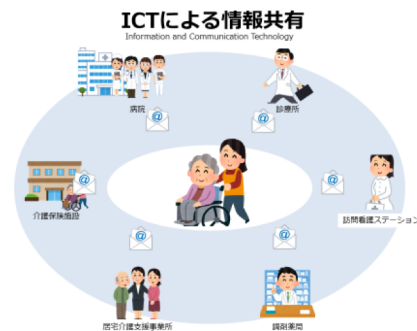 ICTによる情報共有
Information and Communication Technology
病院
診療所
@
@
@
@
介護保険施設
訪問看護ステーション
@
@
居宅介護支援事業所
調剤薬局